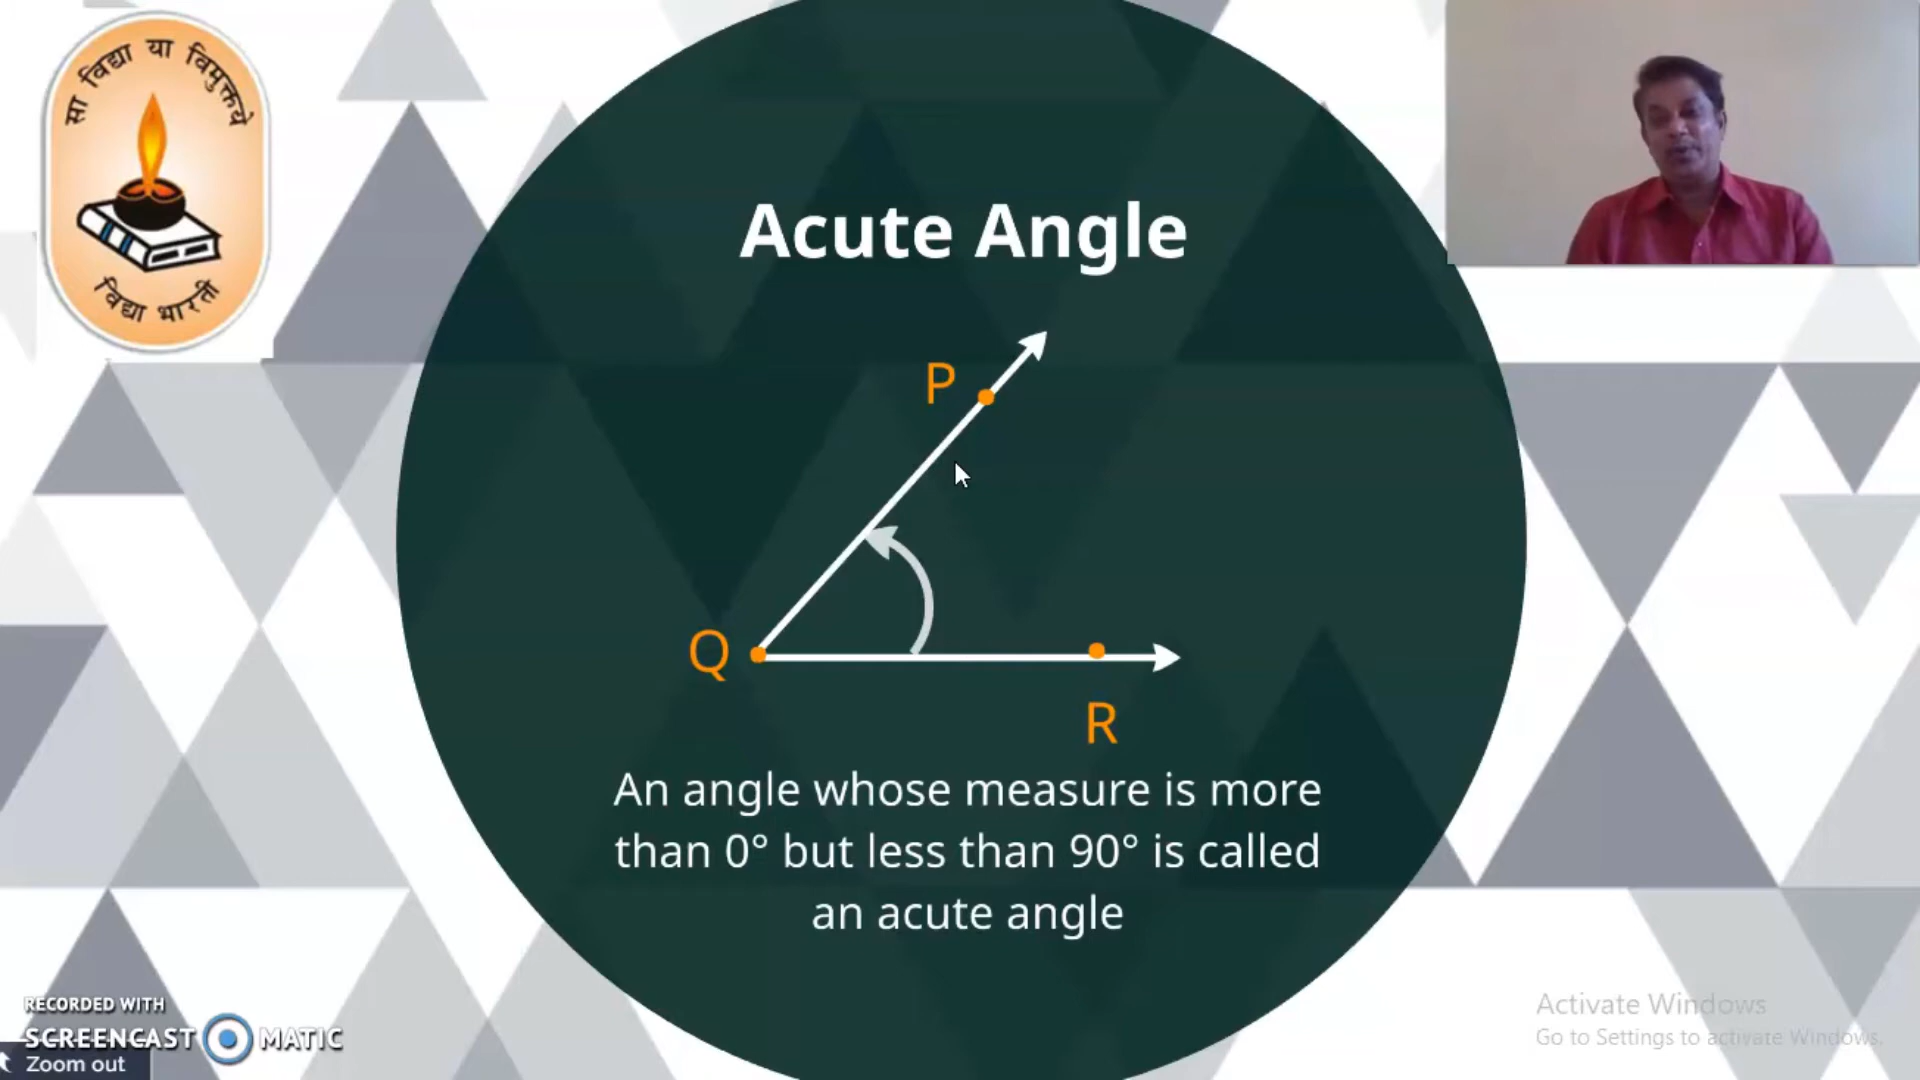 सा विद्या या विमुक्तये
विद्या भारती
Acute Angle
P
Q
R
An angle whose measure is more
than 0° but less than 90° is called
an acute angle
RECORDED WITH
SCREENCAST MATIC
Zoom out
Activate Windows
Go to Settings to activate Windows.